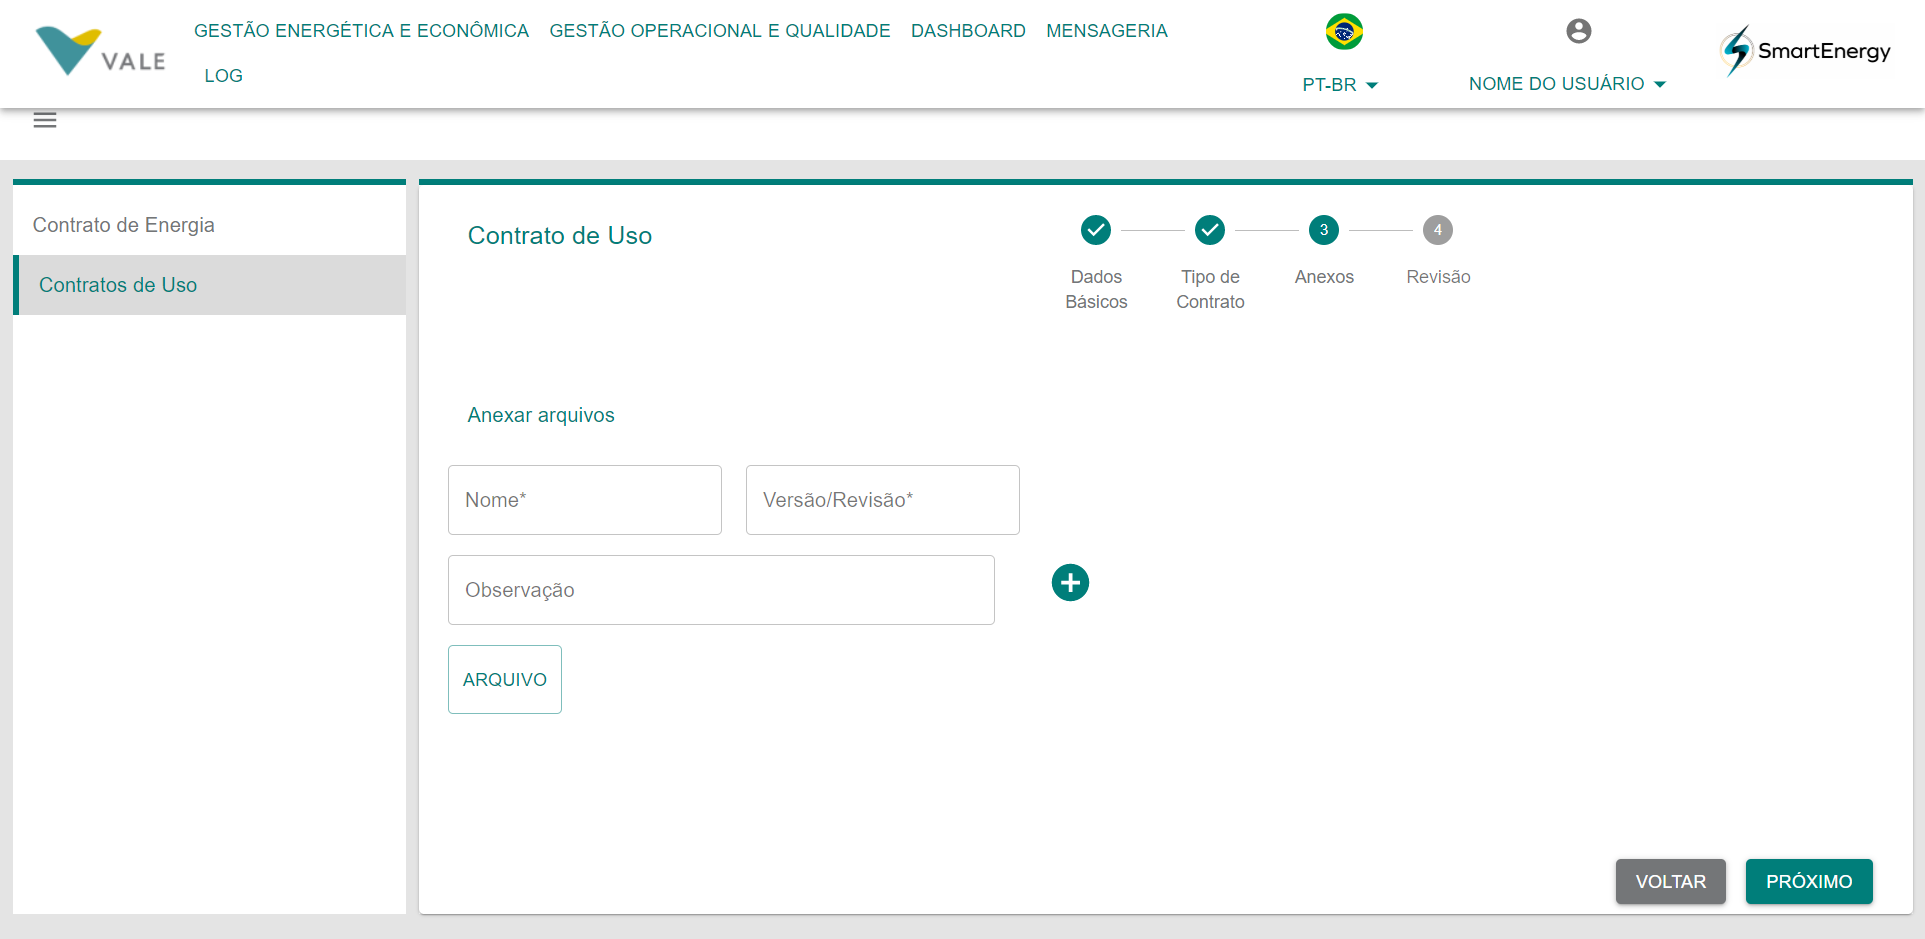 VALE
GESTÃO ENERGÉTICA E ECONÔMICA
GESTÃO OPERACIONAL E QUALIDADE
DASHBOARD
MENSAGERIA
LOG
PT-BR
NOME DO USUÁRIO
SmartEnergy
Contrato de Energia
Contratos de Uso
Contrato de Uso
Dados
Básicos
Tipo de
Contrato
3
Anexos
4
Revisão
Anexar arquivos
Nome*
Versão/Revisão*
Observação
ARQUIVO
VOLTAR
PRÓXIMO